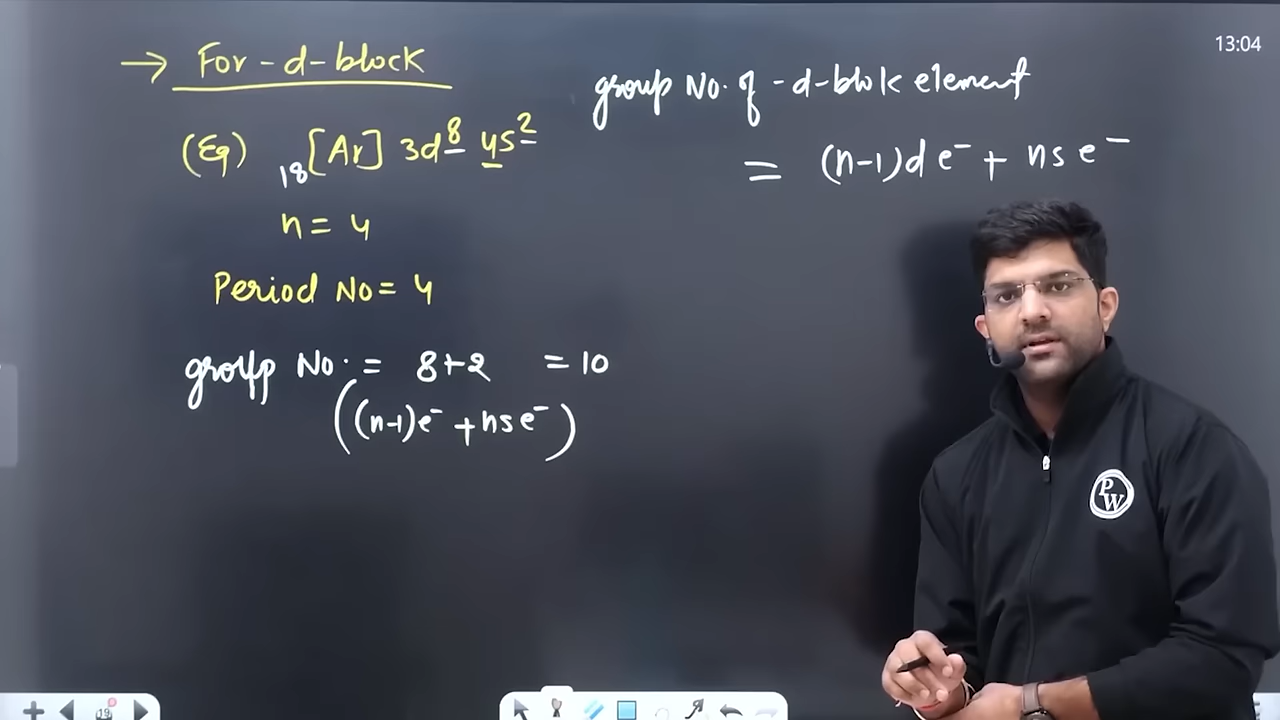 → For-d-block
(Eg) 18[Ar] 3d⁸ 4s²
n = 4
Period No = 4
group No. = 8+2 = 10
((n-1)e⁻ + ns e⁻)
group No. of -d-block element
= (n-1)d e⁻ + ns e⁻
13:04
PW
19